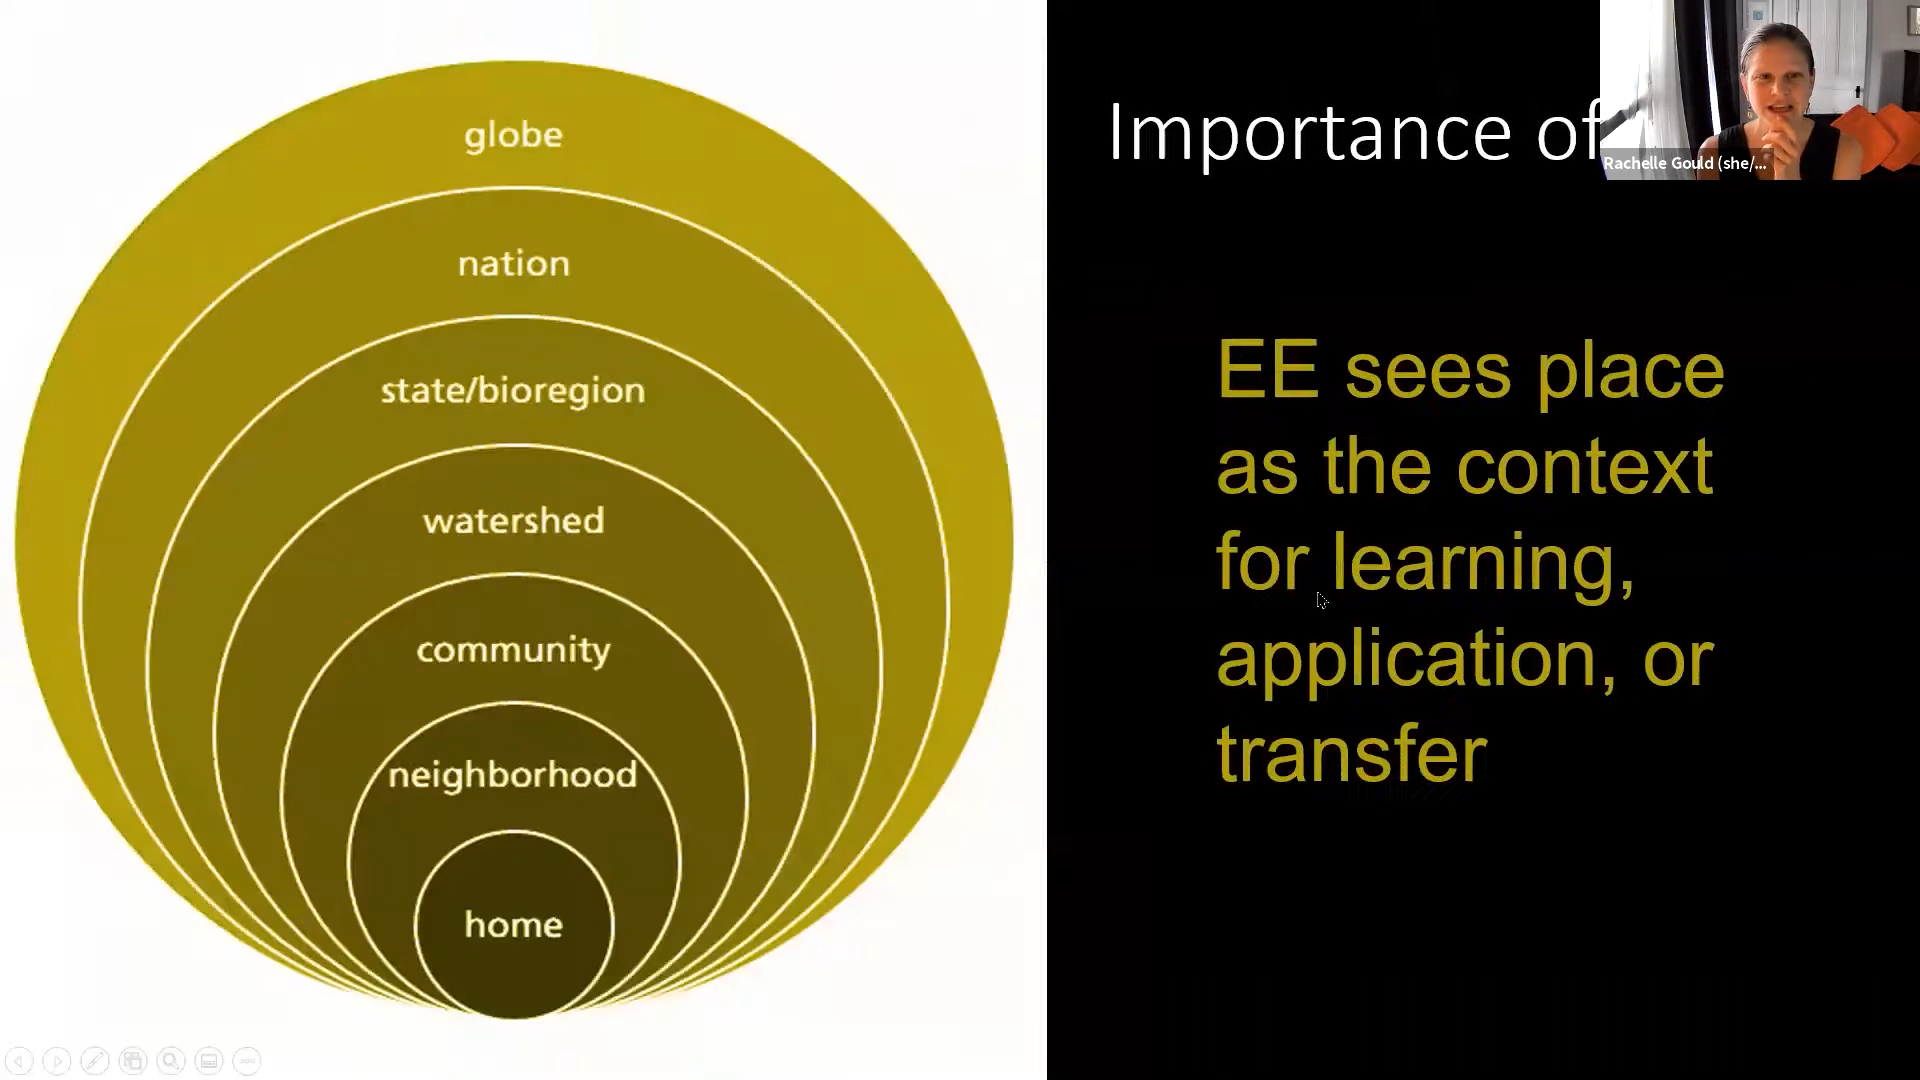 globe
nation
state/bioregion
watershed
community
neighborhood
home
Importance of
Rachelle Gould (she/...
EE sees place
as the context
for learning,
application, or
transfer